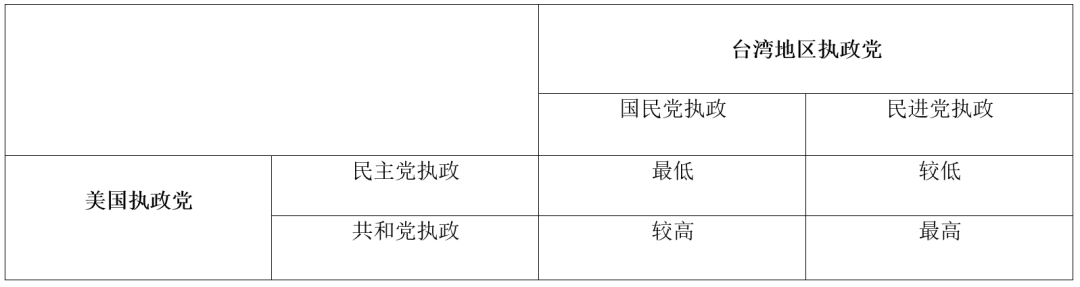 台湾地区执政党
国民党执政 民进党执政
美国执政党
民主党执政 最低 较低
共和党执政 较高 最高